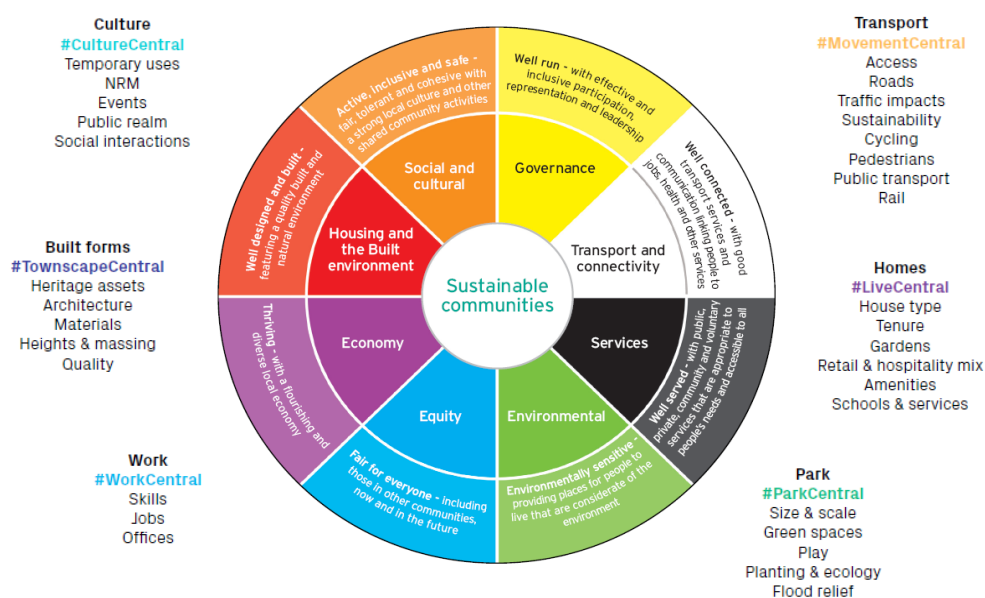 Culture
#CultureCentral
Temporary uses
NRM
Events
Public realm
Social interactions
Built forms
#TownscapeCentral
Heritage assets
Architecture
Materials
Heights & massing
Quality
Work
#WorkCentral
Skills
Jobs
Offices
Active, inclusive and safe -
fair, tolerant and cohesive with
a strong local culture and other
shared community activities
Well run - with effective and
inclusive participation,
representation and leadership
Well connected - with good
transport services and
communication linking people to
jobs, health and other services
Well served - with public,
private, community and voluntary
services that are appropriate to
people's needs and accessible to all
Environmentally sensitive -
providing places for people to
live that are considerate of the
environment
Fair for everyone - including
those in other communities,
now and in the future
Thriving - with a flourishing and
diverse local economy
Well designed and built -
featuring a quality built and
natural environment
Social and
cultural
Governance
Transport and
connectivity
Services
Environmental
Equity
Economy
Housing and
the Built
environment
Sustainable
communities
Transport
#MovementCentral
Access
Roads
Traffic impacts
Sustainability
Cycling
Pedestrians
Public transport
Rail
Homes
#LiveCentral
House type
Tenure
Gardens
Retail & hospitality mix
Amenities
Schools & services
Park
#ParkCentral
Size & scale
Green spaces
Play
Planting & ecology
Flood relief